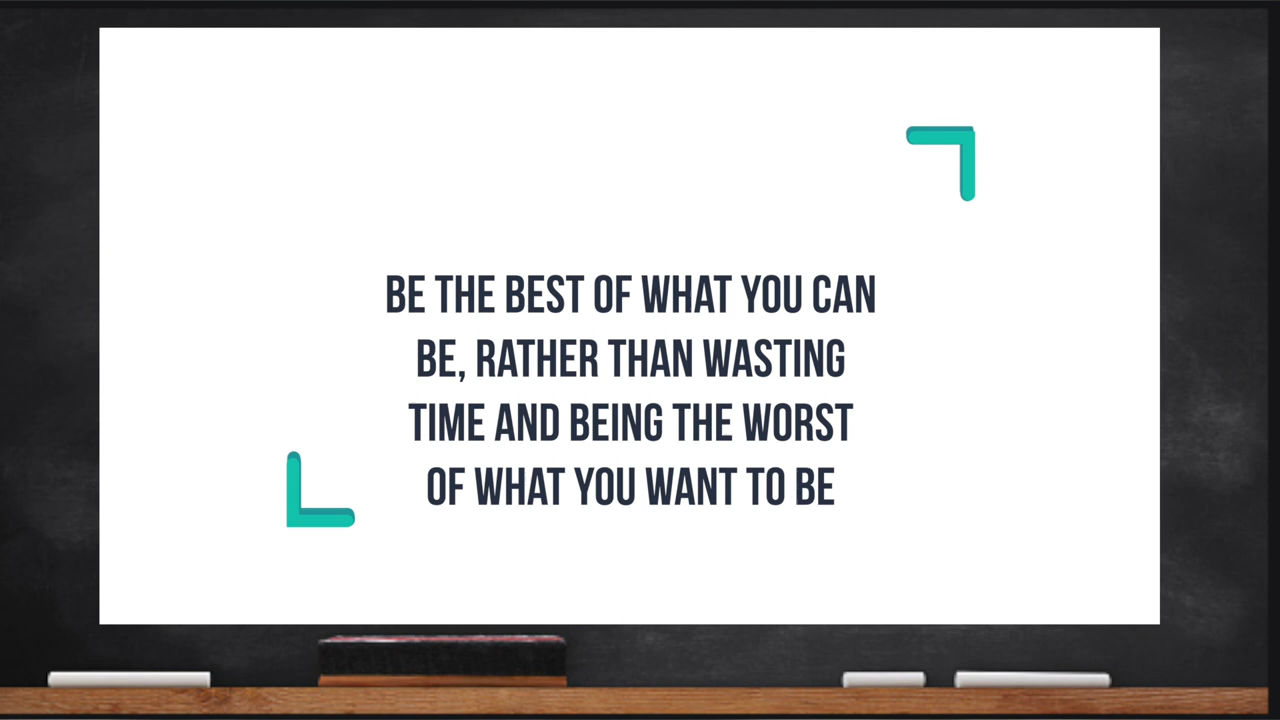 BE THE BEST OF WHAT YOU CAN
BE, RATHER THAN WASTING
TIME AND BEING THE WORST
OF WHAT YOU WANT TO BE